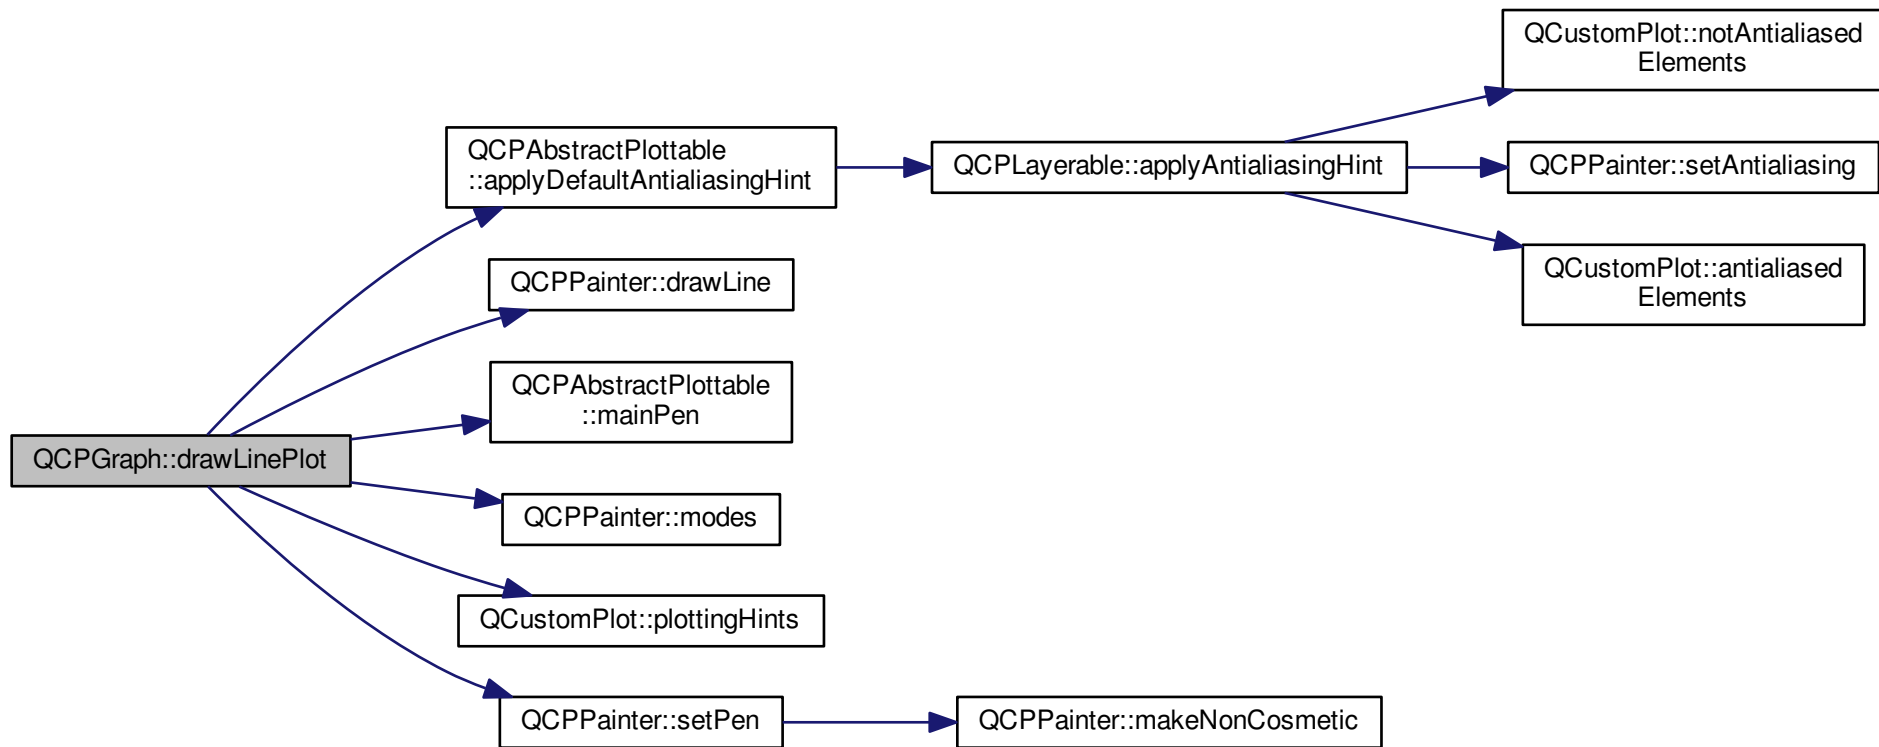 QCustomPlot::notAntialiased
Elements
QCPAbstractPlottable
::applyDefaultAntialiasingHint
QCPLayerable::applyAntialiasingHint
QCPPainter::setAntialiasing
QCustomPlot::antialiased
Elements
QCPPainter::drawLine
QCPAbstractPlottable
::mainPen
QCPGraph::drawLinePlot
QCPPainter::modes
QCustomPlot::plottingHints
QCPPainter::setPen
QCPPainter::makeNonCosmetic